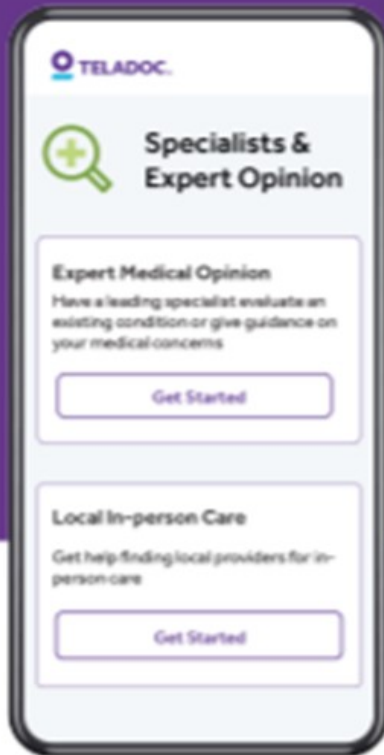 TELADOC.
Specialists &
Expert Opinion
Expert Medical Opinion
Have a leading specialist evaluate an
existing condition or give guidance on
your medical concerns
Get Started
Local In-person Care
Get help finding local providers for in-
person care
Get Started